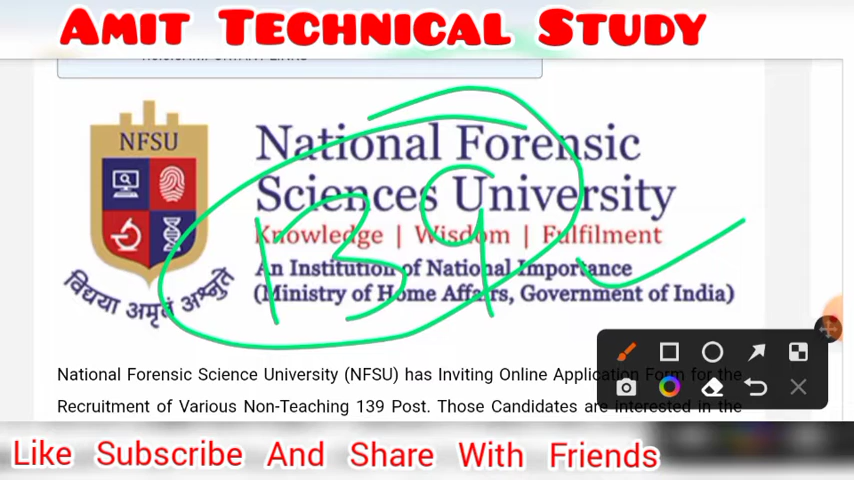 AMIT TECHNICAL STUDY
NFSU
National Forensic
Sciences University
Knowledge | Wisdom | Fulfilment
An Institution of National Importance
(Ministry of Home Affairs, Government of India)
विद्यया अमृतं अश्नुते
139
National Forensic Science University (NFSU) has Inviting Online Application Form for the
Recruitment of Various Non-Teaching 139 Post. Those Candidates are interested in the
Like Subscribe And Share With Friends